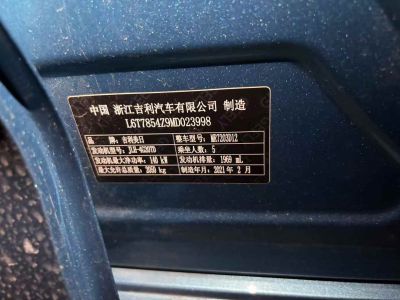 中国 浙江吉利汽车有限公司 制造
L6T7854Z9MD023998
品牌：吉利美日 整车型号：MR7203D12
发动机型号：JLH-4G20TD 乘坐人数：5
发动机最大净功率：140 kW 发动机排量：1969 mL
最大允许总质量：2050 kg 制造年月：2021 年 2 月